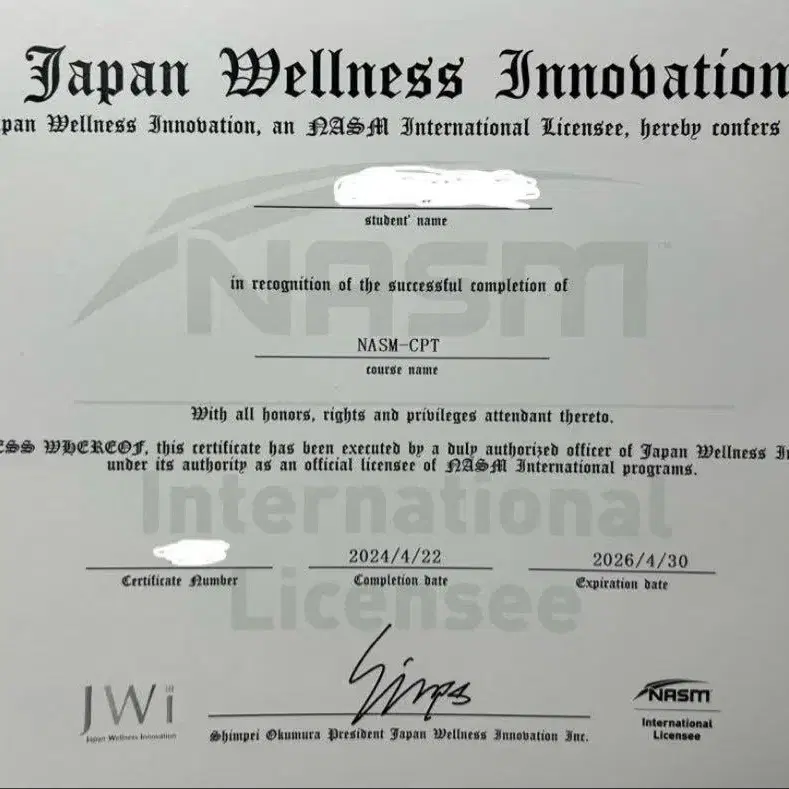 Japan Wellness Innovation
pan Wellness Innovation, an NASM International Licensee, hereby confers
student' name
NASM
in recognition of the successful completion of
NASM-CPT
course name
With all honors, rights and privileges attendant thereto.
ESS WHEREOF, this certificate has been executed by a duly authorized officer of Japan Wellness In
under its authority as an official licensee of NASM International programs.
International
2024/4/22
2026/4/30
Certificate Number
Completion date
Expiration date
Licensee
JWi
Japan Wellness Innovation
Shimpei Okumura President Japan Wellness Innovation Inc.
NASM
International
Licensee